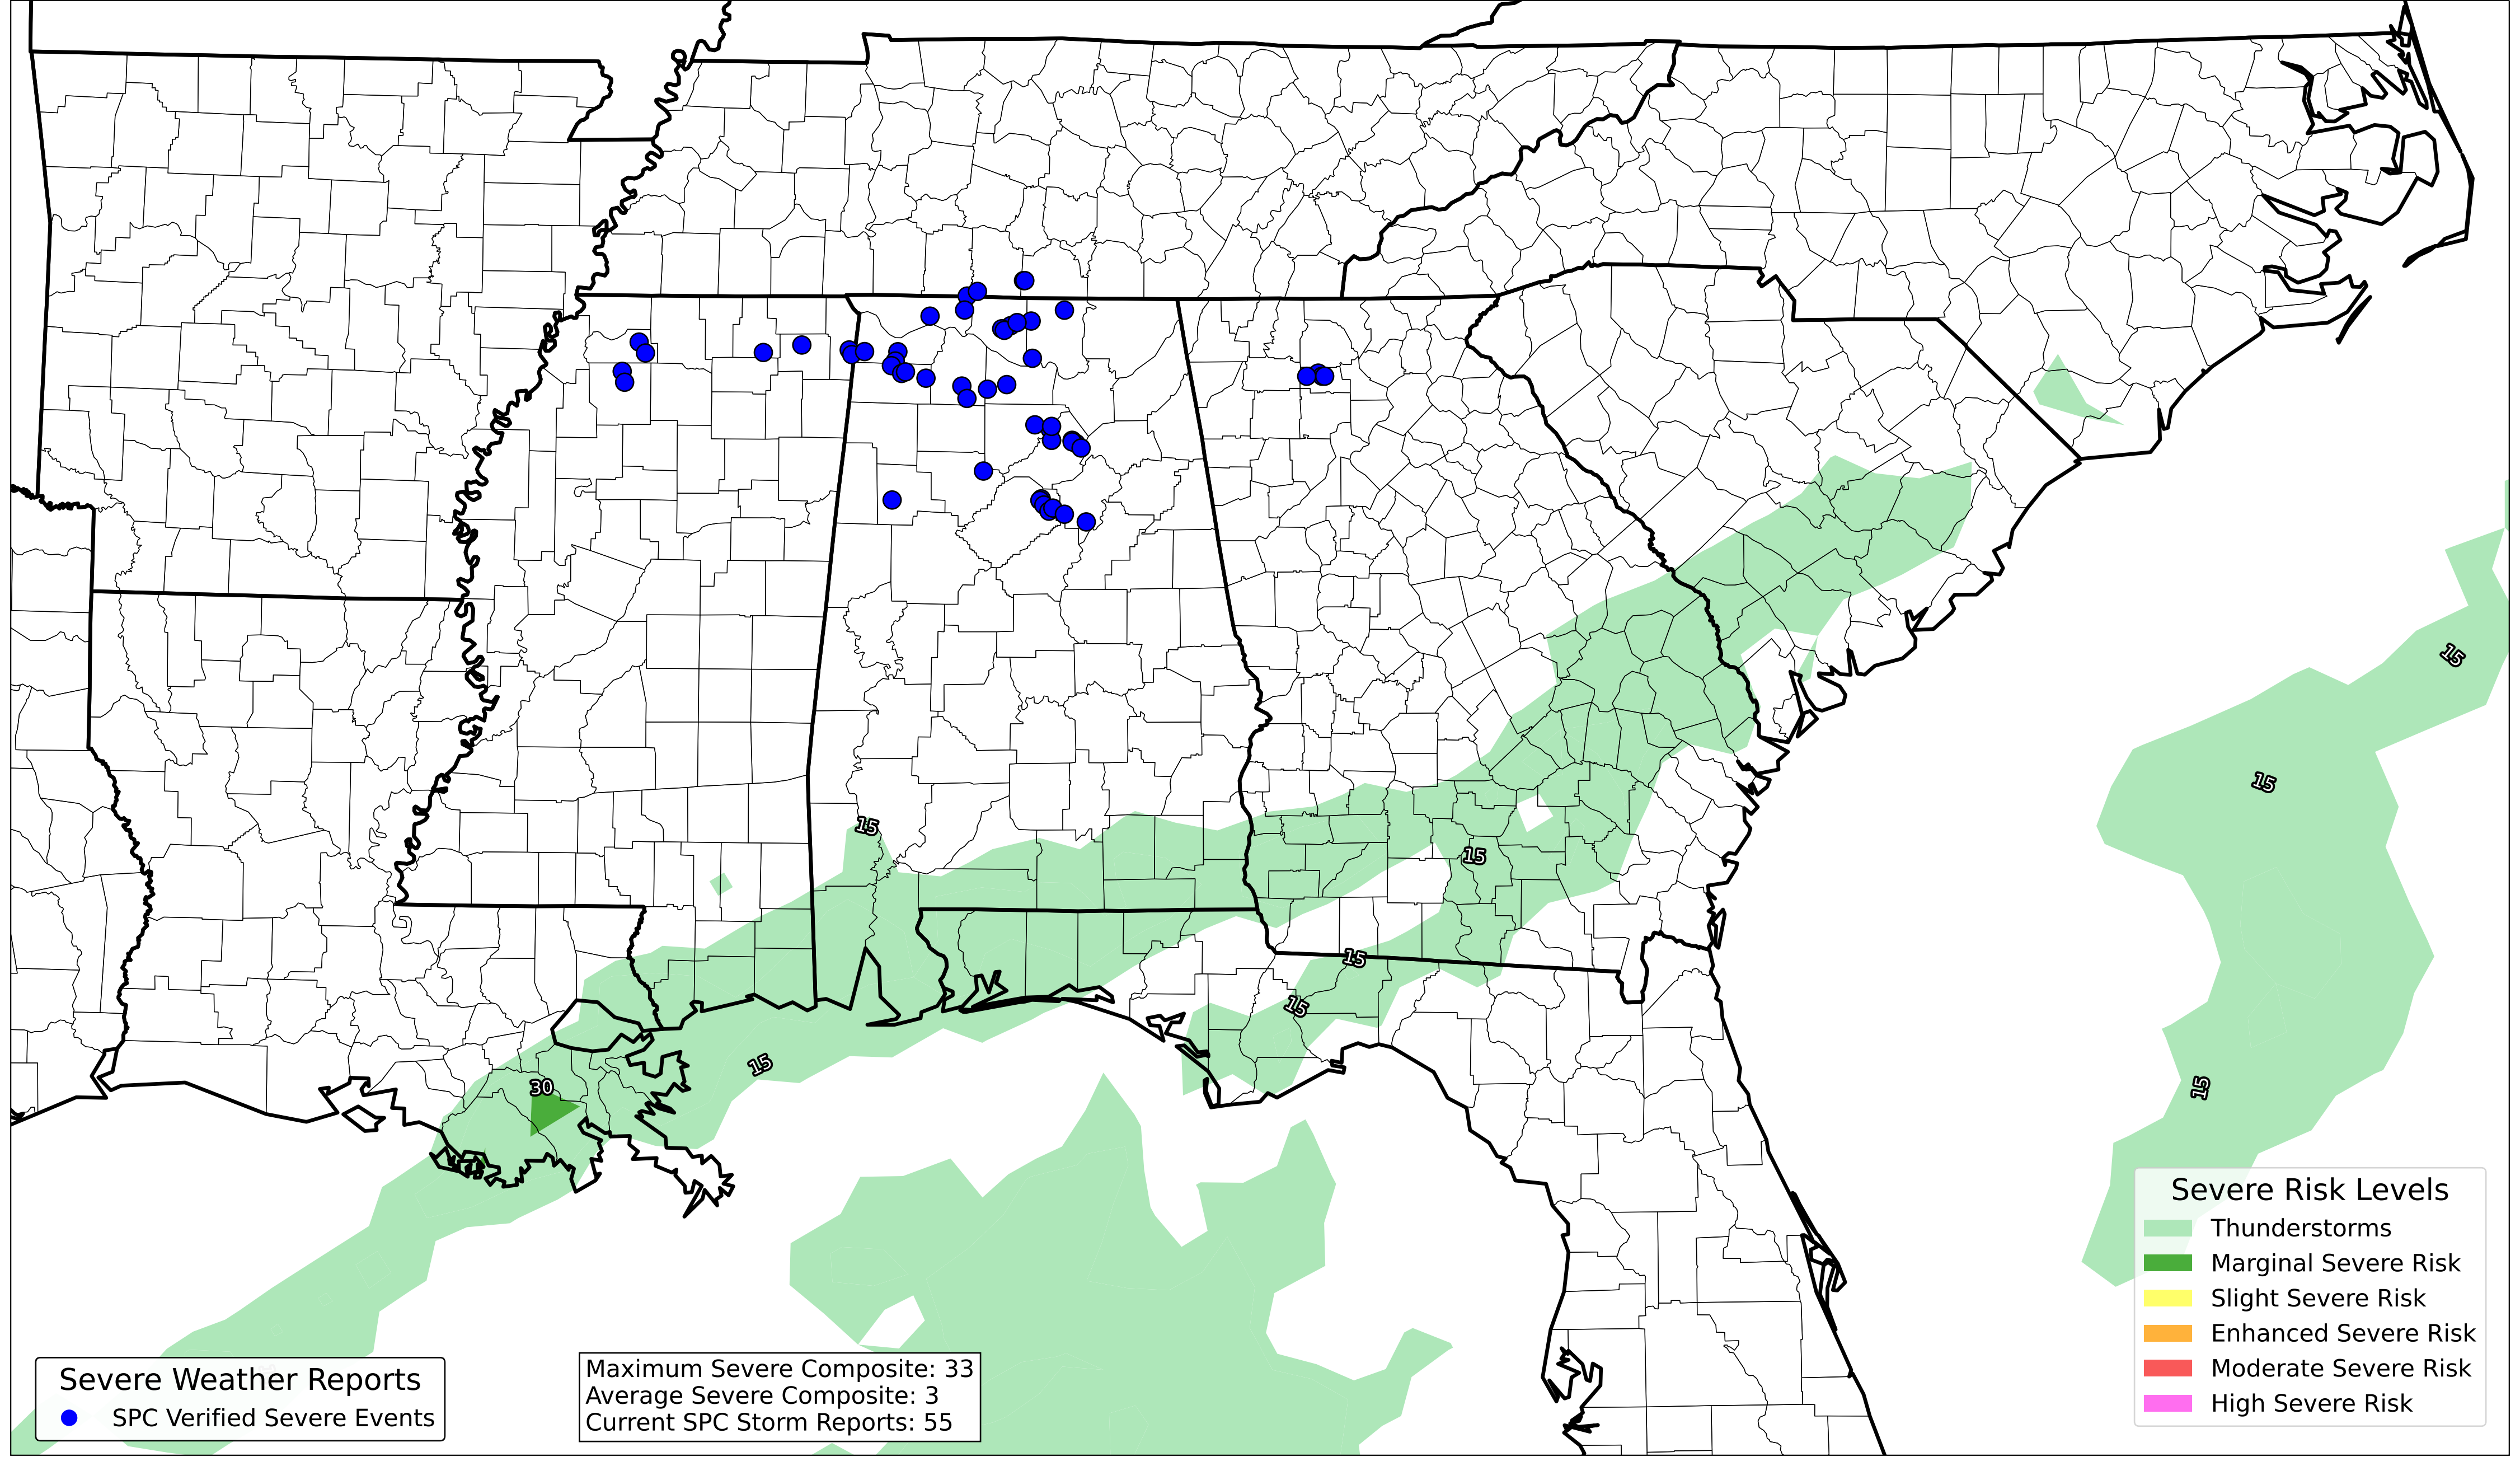 15
15
15
15
15
15
30
15
15
Severe Risk Levels
Thunderstorms
Marginal Severe Risk
Slight Severe Risk
Enhanced Severe Risk
Moderate Severe Risk
High Severe Risk
Severe Weather Reports
SPC Verified Severe Events
Maximum Severe Composite: 33
Average Severe Composite: 3
Current SPC Storm Reports: 55